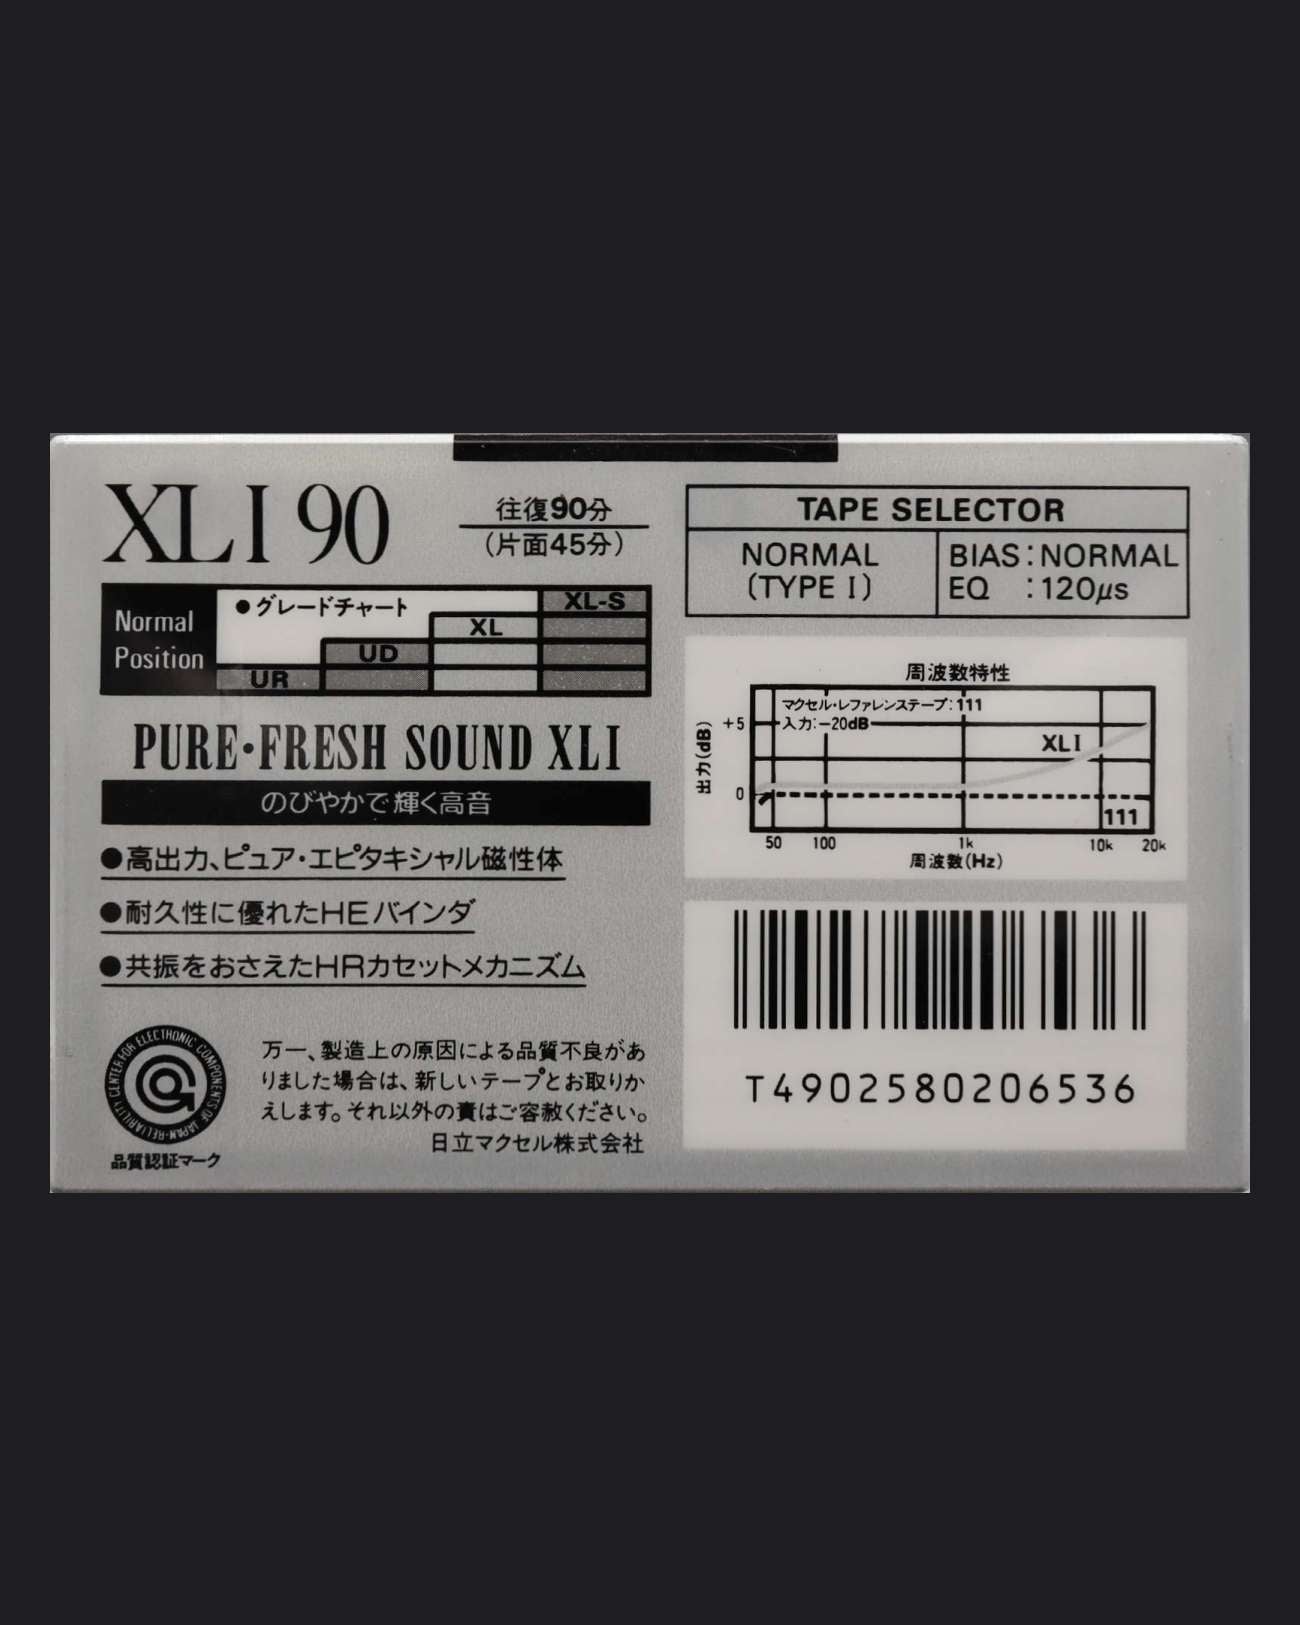 XLI 90
往復90分
(片面45分)
Normal
Position
●グレードチャート
XL-S
XL
UD
UR
PURE・FRESH SOUND XLI
のびやかで輝く高音
●高出力、ピュア・エピタキシャル磁性体
●耐久性に優れたHEバインダ
●共振をおさえたHRカセットメカニズム
RELIABILITY CENTER FOR ELECTRONIC COMPONENTS OF JAPAN
品質認証マーク
万一、製造上の原因による品質不良があ
りました場合は、新しいテープとお取りか
えします。それ以外の責はご容赦ください。
日立マクセル株式会社
TAPE SELECTOR
NORMAL
(TYPE I)
BIAS:NORMAL
EQ :120μs
周波数特性
マクセル・レファレンステープ:111
入力:−20dB
出力(dB)
+5
0
XLI
111
50 100 1k 10k 20k
周波数(Hz)
T4902580206536